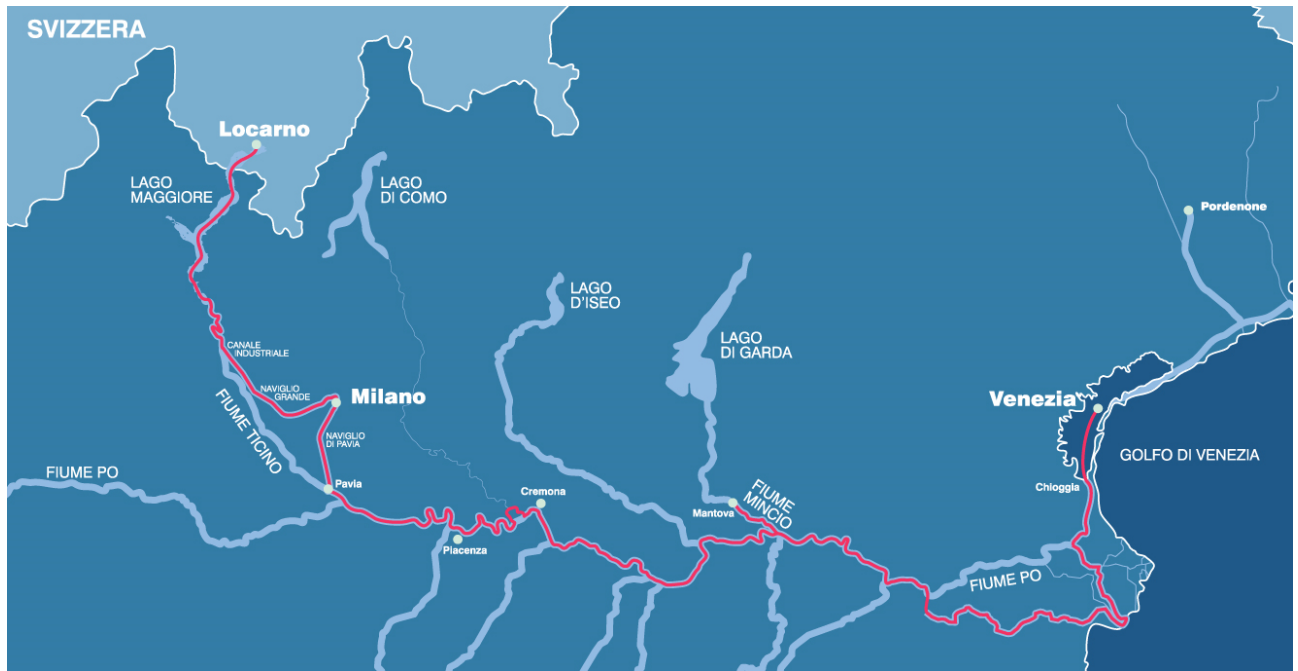 SVIZZERA
Locarno
LAGO
MAGGIORE
LAGO
DI COMO
Pordenone
LAGO
D'ISEO
LAGO
DI GARDA
CANALE
INDUSTRIALE
NAVIGLIO
GRANDE
Milano
Venezia
FIUME TICINO
NAVIGLIO
DI PAVIA
GOLFO DI VENEZIA
FIUME PO
Pavia
Cremona
Mantova
FIUME
MINCIO
Chioggia
Piacenza
FIUME PO